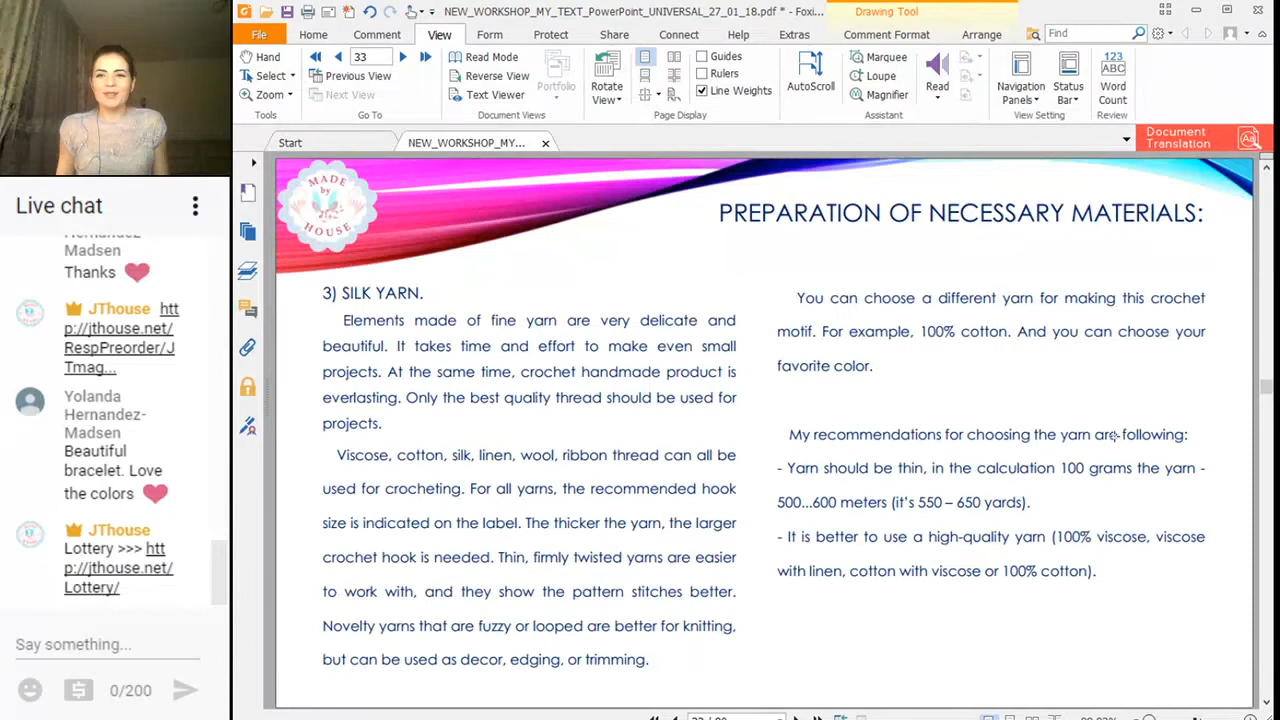 NEW_WORKSHOP_MY_TEXT_PowerPoint_UNIVERSAL_27_01_18.pdf * - Foxi...
Drawing Tool
File
Home
Comment
View
Form
Protect
Share
Connect
Help
Extras
Comment Format
Arrange
Find
Hand
Select
Zoom
33
Previous View
Next View
Read Mode
Reverse View
Text Viewer
Portfolio
Rotate
View
Guides
Rulers
Line Weights
AutoScroll
Marquee
Loupe
Magnifier
Read
Navigation
Panels
Status
Bar
123
ABC
Word
Count
Tools
Go To
Document Views
Page Display
Assistant
View Setting
Review
Start
NEW_WORKSHOP_MY...
Document
Translation
Live chat
Hernandez-
Madsen
Thanks
JThouse htt
p://jthouse.net/
RespPreorder/J
Tmag...
Yolanda
Hernandez-
Madsen
Beautiful
bracelet. Love
the colors
JThouse
Lottery >>> htt
p://jthouse.net/
Lottery/
Say something...
0/200
MADE
by
HOUSE
PREPARATION OF NECESSARY MATERIALS:
3) SILK YARN.
Elements made of fine yarn are very delicate and
beautiful. It takes time and effort to make even small
projects. At the same time, crochet handmade product is
everlasting. Only the best quality thread should be used for
projects.
Viscose, cotton, silk, linen, wool, ribbon thread can all be
used for crocheting. For all yarns, the recommended hook
size is indicated on the label. The thicker the yarn, the larger
crochet hook is needed. Thin, firmly twisted yarns are easier
to work with, and they show the pattern stitches better.
Novelty yarns that are fuzzy or looped are better for knitting,
but can be used as decor, edging, or trimming.
You can choose a different yarn for making this crochet
motif. For example, 100% cotton. And you can choose your
favorite color.
My recommendations for choosing the yarn are following:
- Yarn should be thin, in the calculation 100 grams the yarn -
500...600 meters (it's 550 – 650 yards).
- It is better to use a high-quality yarn (100% viscose, viscose
with linen, cotton with viscose or 100% cotton).